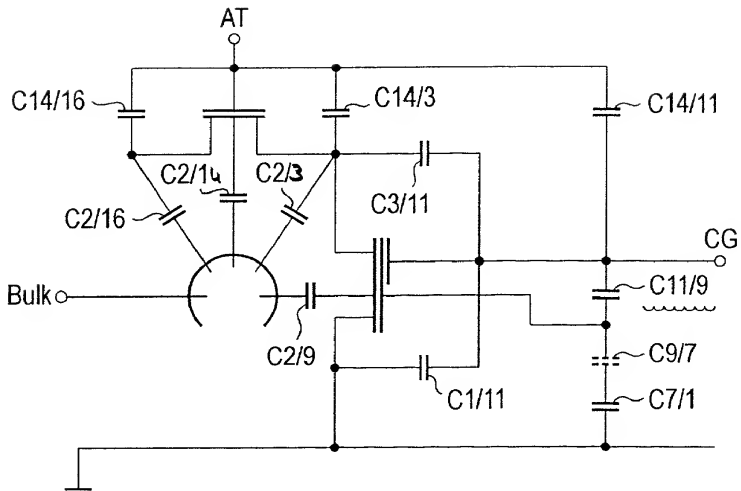 AT
C14/16
C14/3
C14/11
C2/14
C2/3
C3/11
C2/16
CG
Bulk
C11/9
C2/9
C9/7
C1/11
C7/1